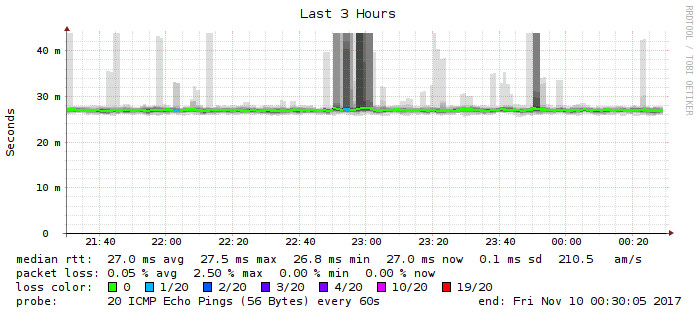 Last 3 Hours
RRDTOOL / TOBI OETIKER
Seconds
40 m
30 m
20 m
10 m
0
21:40 22:00 22:20 22:40 23:00 23:20 23:40 00:00 00:20
median rtt: 27.0 ms avg 27.5 ms max 26.8 ms min 27.0 ms now 0.1 ms sd 210.5 am/s
packet loss: 0.05 % avg 2.50 % max 0.00 % min 0.00 % now
loss color: 0 1/20 2/20 3/20 4/20 10/20 19/20
probe: 20 ICMP Echo Pings (56 Bytes) every 60s end: Fri Nov 10 00:30:05 2017